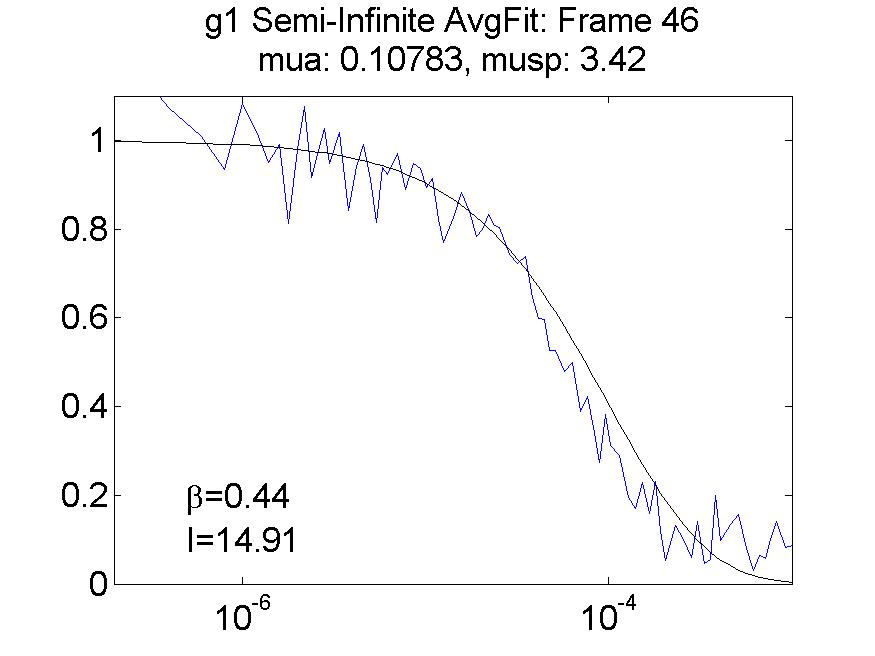 g1 Semi-Infinite AvgFit: Frame 46
mua: 0.10783, musp: 3.42
1
0.8
0.6
0.4
0.2
0
β=0.44
I=14.91
10^-6
10^-4